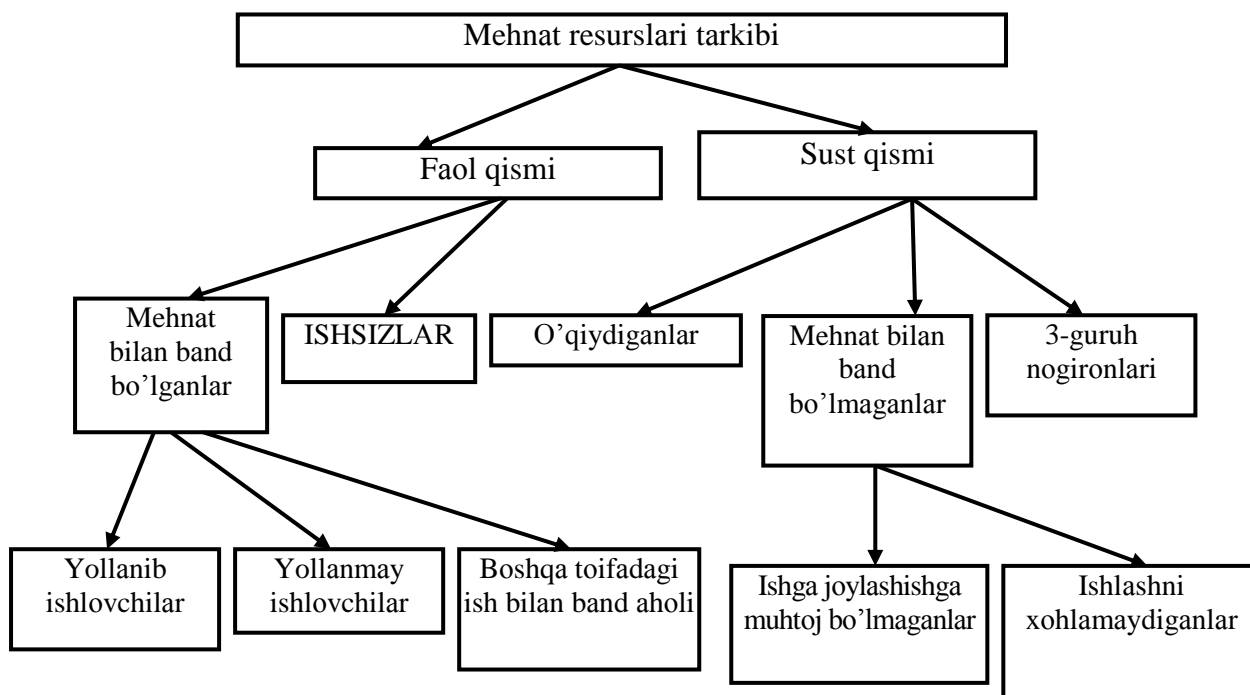 Mehnat resurslari tarkibi
Faol qismi
Sust qismi
Mehnat
bilan band
bo’lganlar
ISHSIZLAR
O’qiydiganlar
Mehnat bilan
band
bo’lmaganlar
3-guruh
nogironlari
Yollanib
ishlovchilar
Yollanmay
ishlovchilar
Boshqa toifadagi
ish bilan band aholi
Ishga joylashishga
muhtoj bo’lmaganlar
Ishlashni
xohlamaydiganlar